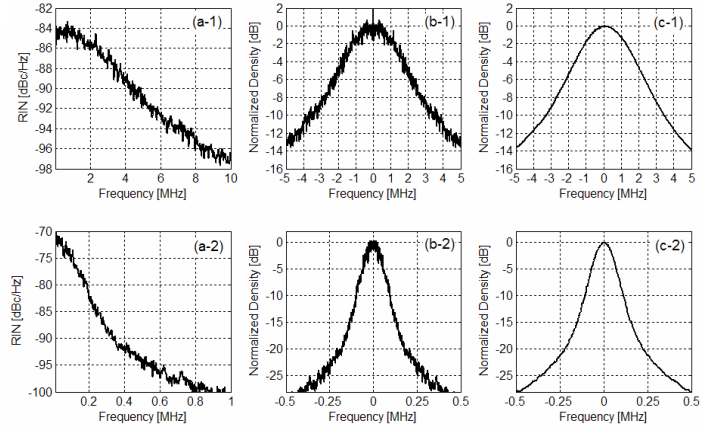 (a-1)
RIN [dBc/Hz]
-82
-84
-86
-88
-90
-92
-94
-96
-98
2 4 6 8 10
Frequency [MHz]
(b-1)
Normalized Density [dB]
2
0
-2
-4
-6
-8
-10
-12
-14
-16
-5 -4 -3 -2 -1 0 1 2 3 4 5
Frequency [MHz]
(c-1)
Normalized Density [dB]
2
0
-2
-4
-6
-8
-10
-12
-14
-16
-5 -4 -3 -2 -1 0 1 2 3 4 5
Frequency [MHz]
(a-2)
RIN [dBc/Hz]
-70
-75
-80
-85
-90
-95
-100
0.2 0.4 0.6 0.8 1
Frequency [MHz]
(b-2)
Normalized Density [dB]
0
-5
-10
-15
-20
-25
-0.5 -0.25 0 0.25 0.5
Frequency [MHz]
(c-2)
Normalized Density [dB]
0
-5
-10
-15
-20
-25
-0.5 -0.25 0 0.25 0.5
Frequency [MHz]